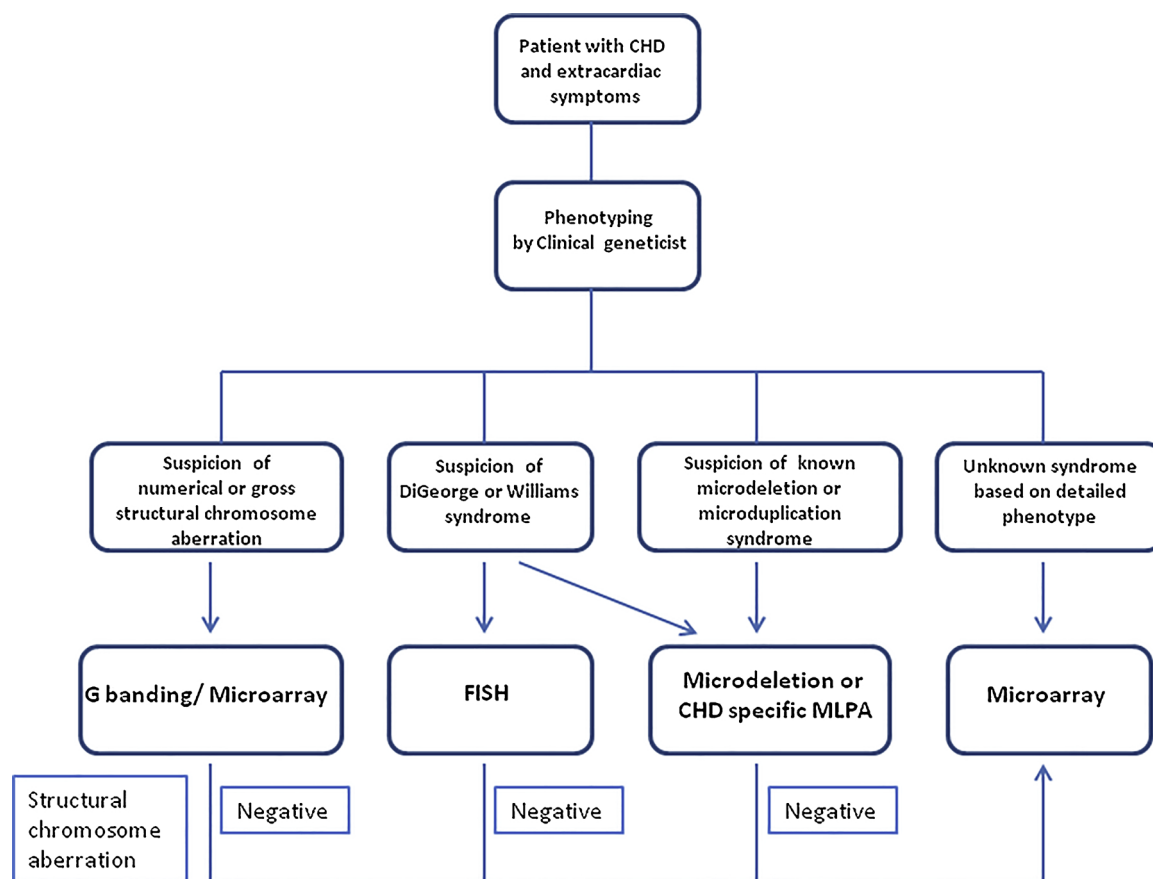 Patient with CHD
and extracardiac
symptoms
Phenotyping
by Clinical geneticist
Suspicion of
numerical or gross
structural chromosome
aberration
Suspicion of
DiGeorge or Williams
syndrome
Suspicion of known
microdeletion or
microduplication
syndrome
Unknown syndrome
based on detailed
phenotype
G banding/ Microarray
FISH
Microdeletion or
CHD specific MLPA
Microarray
Structural
chromosome
aberration
Negative
Negative
Negative